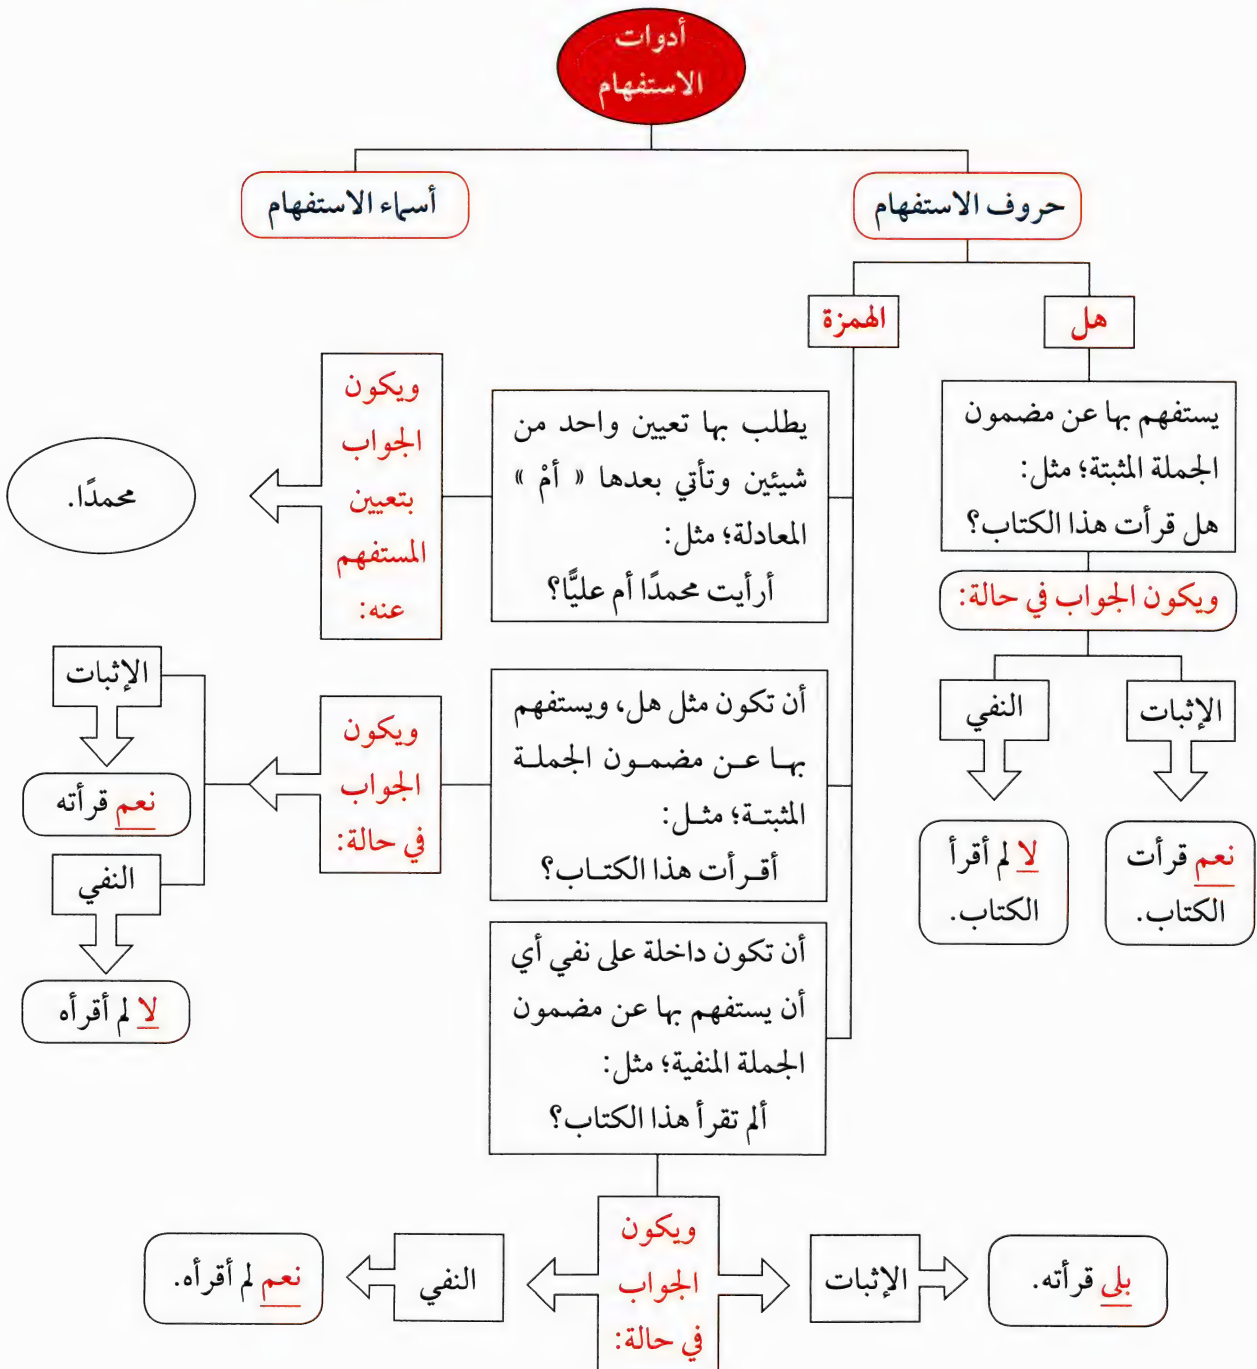 أدوات
الاستفهام
حروف الاستفهام
أسماء الاستفهام
هل
الهمزة
يستفهم بها عن مضمون
الجملة المثبتة؛ مثل:
هل قرأت هذا الكتاب؟
ويكون الجواب في حالة:
الإثبات
النفي
نعم قرأت
الكتاب.
لا لم أقرأ
الكتاب.
يطلب بها تعيين واحد من
شيئين وتأتي بعدها « أمْ »
المعادلة؛ مثل:
أرأيت محمدًا أم عليًّا؟
ويكون
الجواب
بتعيين
المستفهم
عنه:
محمدًا.
أن تكون مثل هل، ويستفهم
بها عن مضمون الجملة
المثبتة؛ مثل:
أقرأت هذا الكتاب؟
ويكون
الجواب
في حالة:
الإثبات
نعم قرأته
النفي
لا لم أقرأه
أن تكون داخلة على نفي أي
أن يستفهم بها عن مضمون
الجملة المنفية؛ مثل:
ألم تقرأ هذا الكتاب؟
ويكون
الجواب
في حالة:
الإثبات
بلى قرأته.
النفي
نعم لم أقرأه.